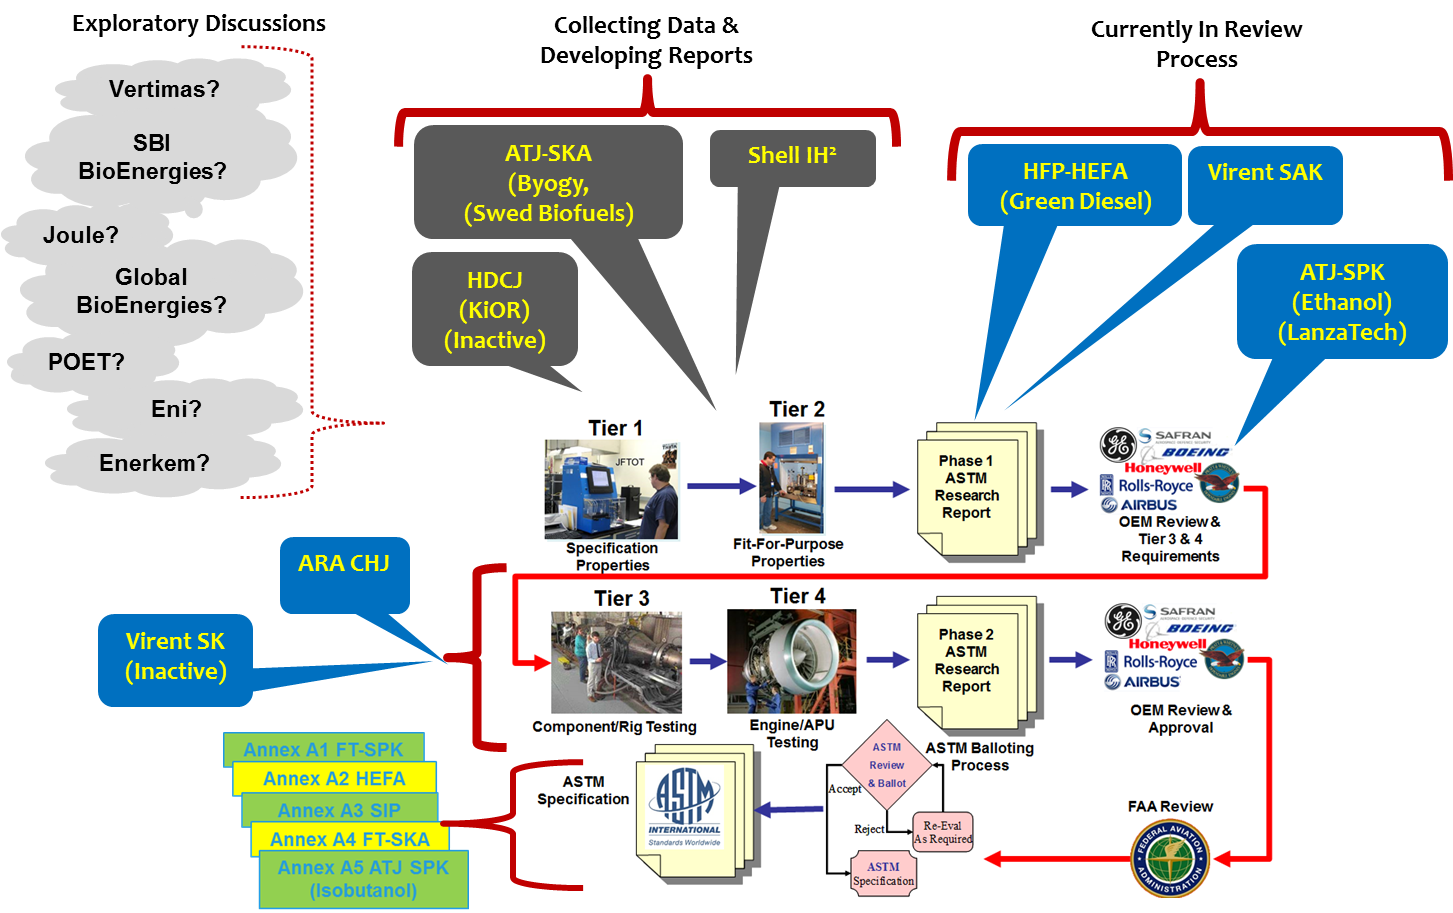 Exploratory Discussions
Collecting Data &
Developing Reports
Currently In Review
Process
Vertimas?
SBI
BioEnergies?
Joule?
Global
BioEnergies?
POET?
Eni?
Enerkem?
ATJ-SKA
(Byogy,
(Swed Biofuels)
Shell IH²
HDCJ
(KiOR)
(Inactive)
HFP-HEFA
(Green Diesel)
Virent SAK
ATJ-SPK
(Ethanol)
(LanzaTech)
Tier 1
JFTOT
Specification
Properties
Tier 2
Fit-For-Purpose
Properties
Phase 1
ASTM
Research
Report
SAFRAN
BOEING
Honeywell
Rolls-Royce
AIRBUS
OEM Review &
Tier 3 & 4
Requirements
ARA CHJ
Virent SK
(Inactive)
Tier 3
Component/Rig Testing
Tier 4
Engine/APU
Testing
Phase 2
ASTM
Research
Report
ASTM Balloting
Process
SAFRAN
BOEING
Honeywell
Rolls-Royce
AIRBUS
OEM Review &
Approval
Annex A1 FT-SPK
Annex A2 HEFA
Annex A3 SIP
Annex A4 FT-SKA
Annex A5 ATJ SPK
(Isobutanol)
ASTM
Specification
ASTM
INTERNATIONAL
Standards Worldwide
ASTM
Review
& Ballot
Accept
Reject
Re-Eval
As Required
ASTM
Specification
FAA Review
FEDERAL AVIATION
ADMINISTRATION